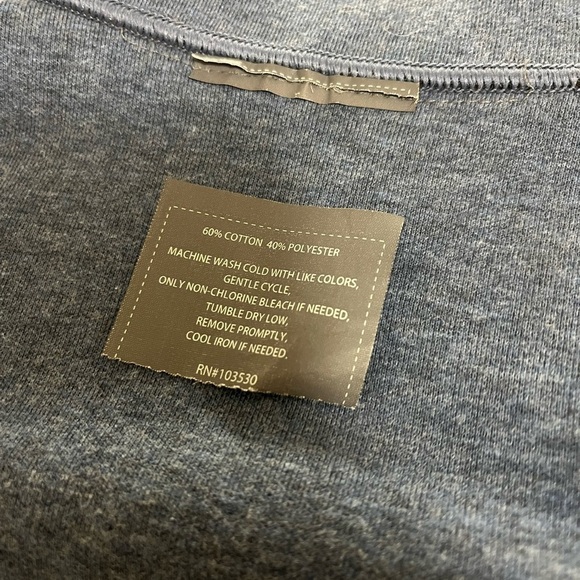 60% COTTON 40% POLYESTER
MACHINE WASH COLD WITH LIKE COLORS,
GENTLE CYCLE,
ONLY NON-CHLORINE BLEACH IF NEEDED,
TUMBLE DRY LOW,
REMOVE PROMPTLY,
COOL IRON IF NEEDED.
RN#103530